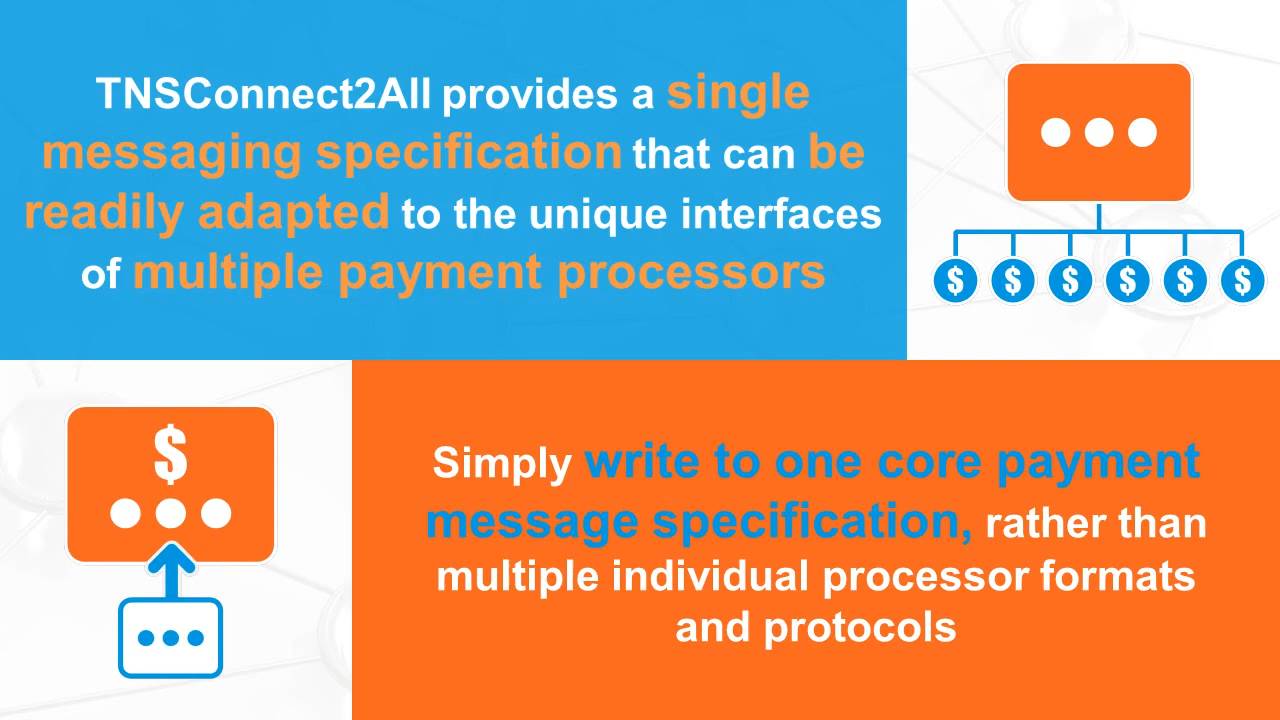 TNSConnect2All provides a single
messaging specification that can be
readily adapted to the unique interfaces
of multiple payment processors
$ $ $ $ $ $
$
Simply write to one core payment
message specification, rather than
multiple individual processor formats
and protocols